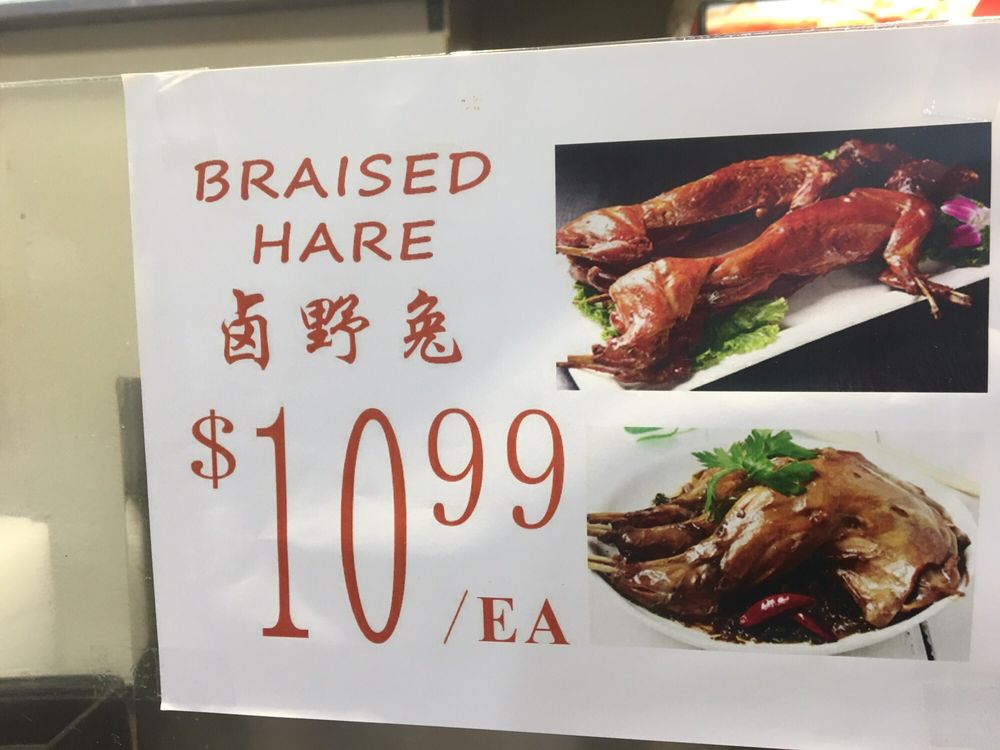 BRAISED
HARE
卤野兔
$10.99
/EA